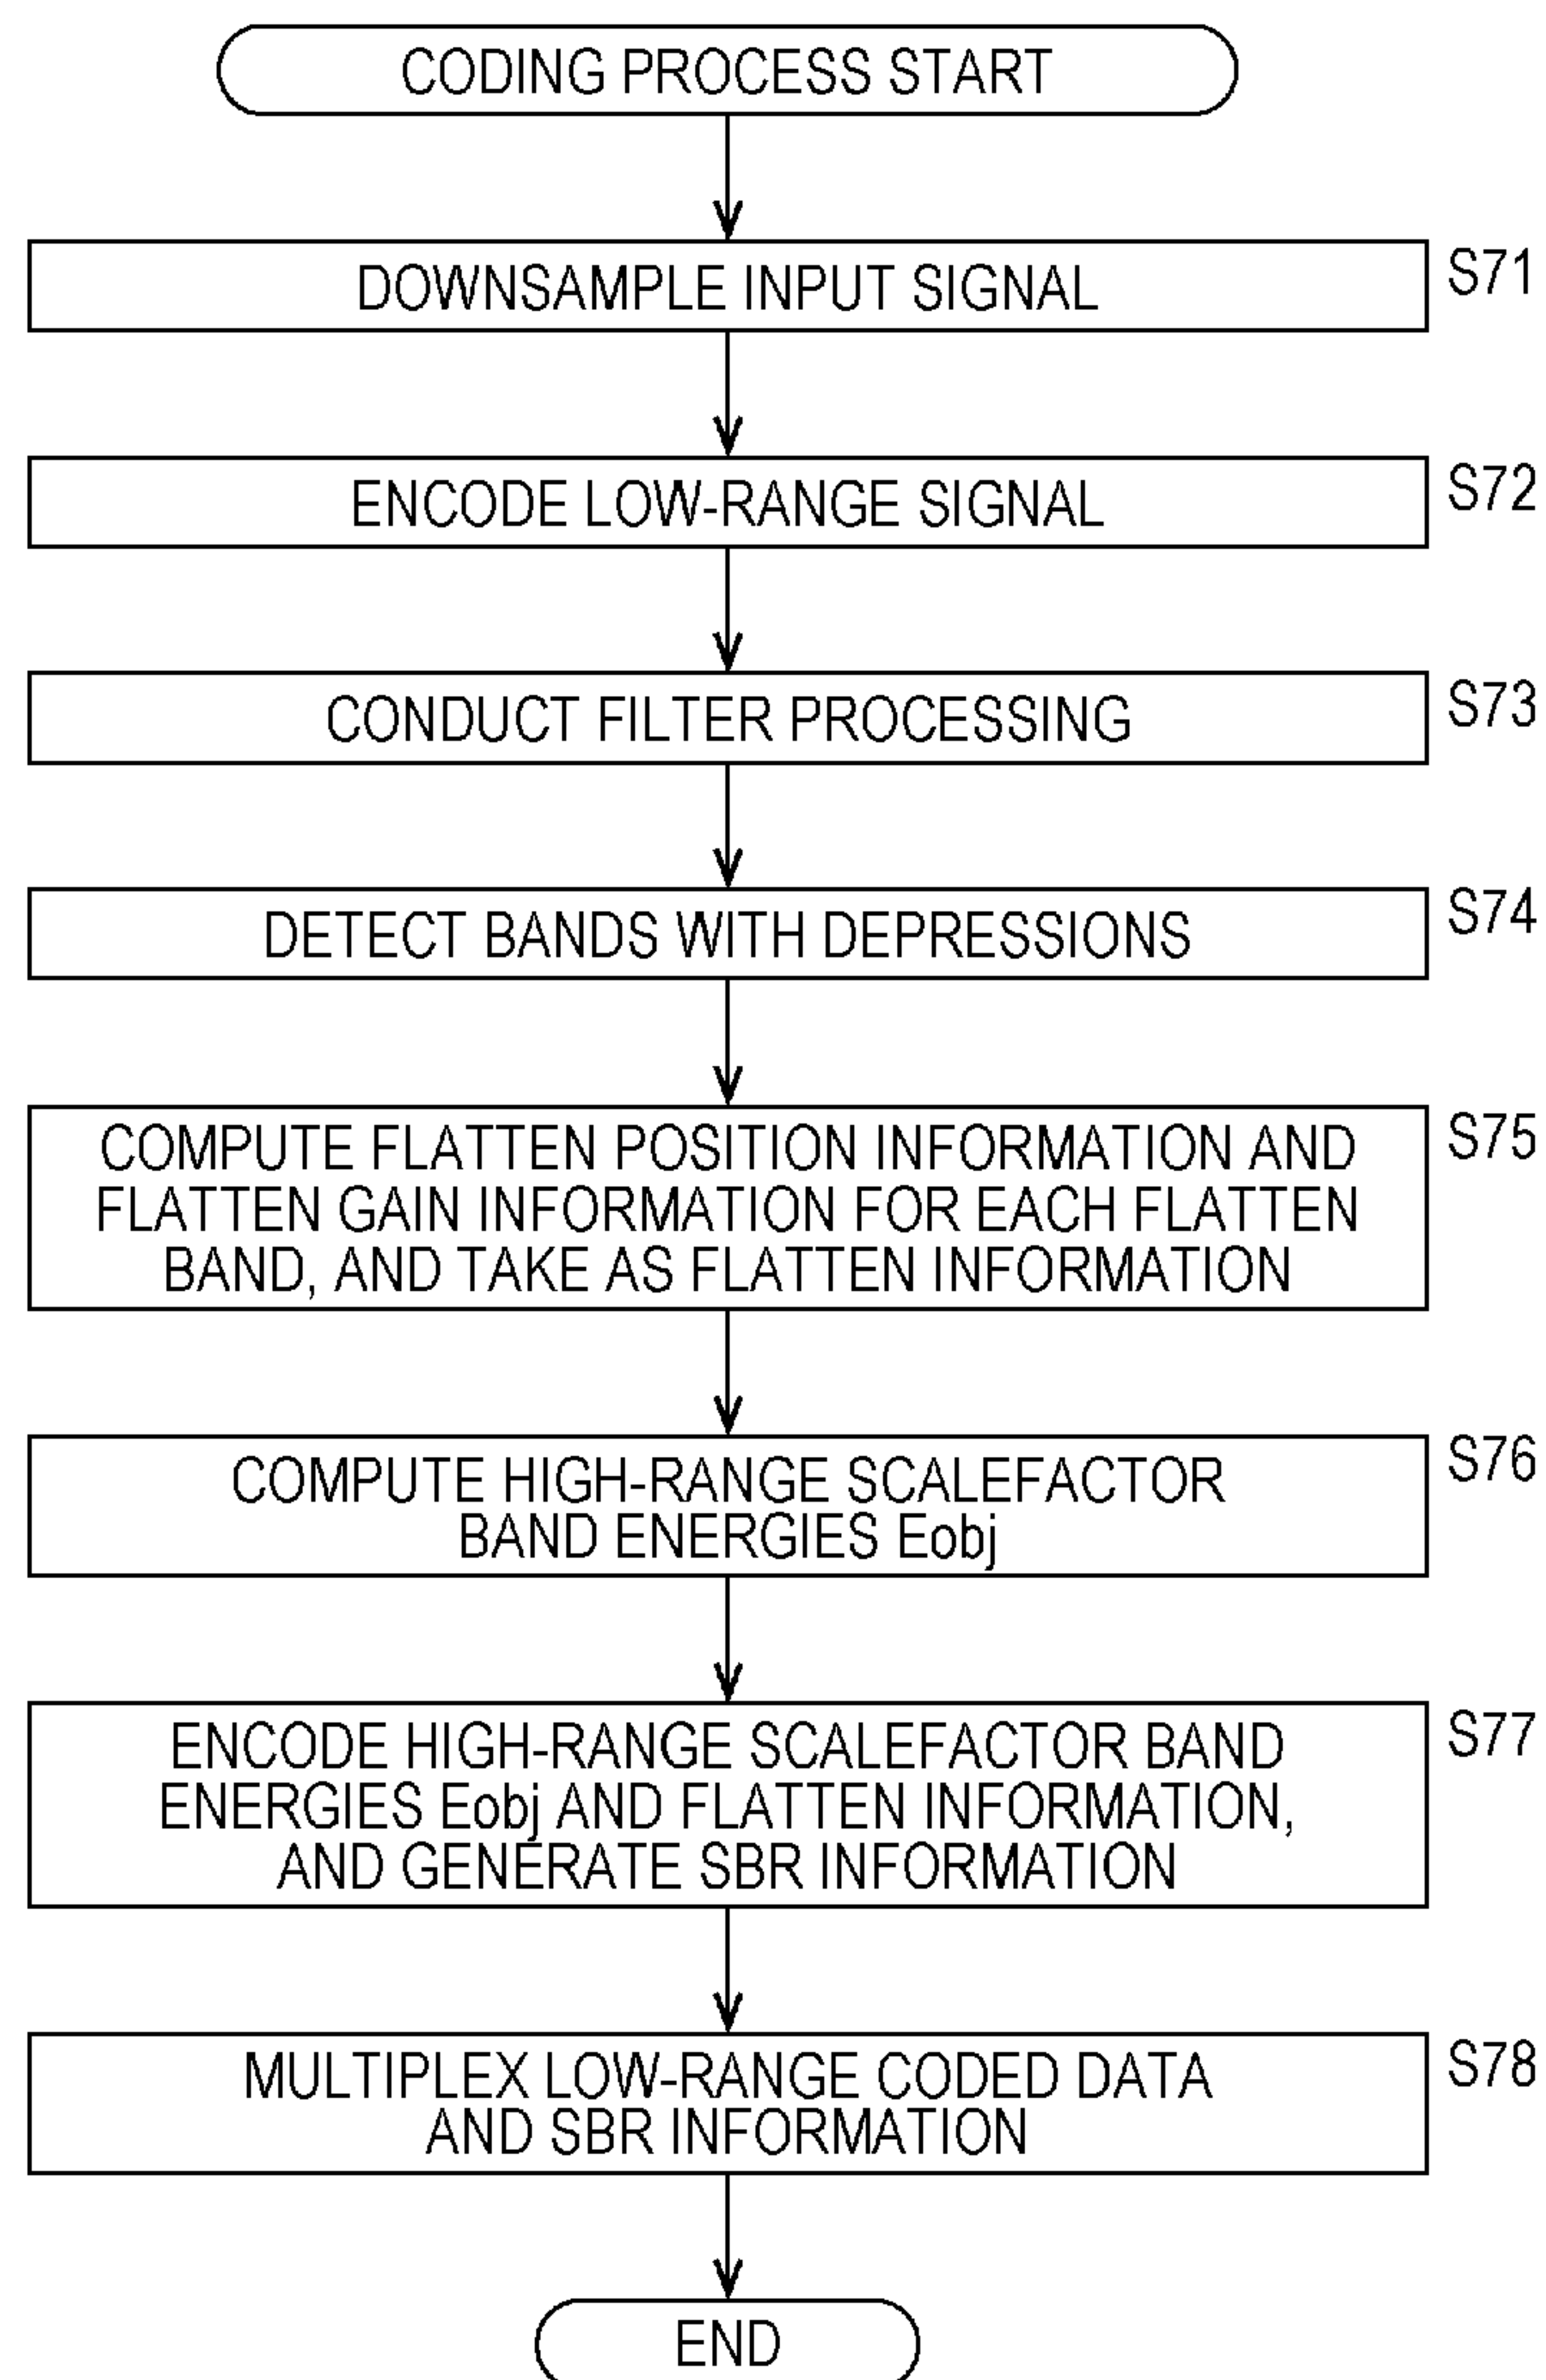 CODING PROCESS START
DOWNSAMPLE INPUT SIGNAL
S71
ENCODE LOW-RANGE SIGNAL
S72
CONDUCT FILTER PROCESSING
S73
DETECT BANDS WITH DEPRESSIONS
S74
COMPUTE FLATTEN POSITION INFORMATION AND
FLATTEN GAIN INFORMATION FOR EACH FLATTEN
BAND, AND TAKE AS FLATTEN INFORMATION
S75
COMPUTE HIGH-RANGE SCALEFACTOR
BAND ENERGIES Eobj
S76
ENCODE HIGH-RANGE SCALEFACTOR BAND
ENERGIES Eobj AND FLATTEN INFORMATION,
AND GENERATE SBR INFORMATION
S77
MULTIPLEX LOW-RANGE CODED DATA
AND SBR INFORMATION
S78
END